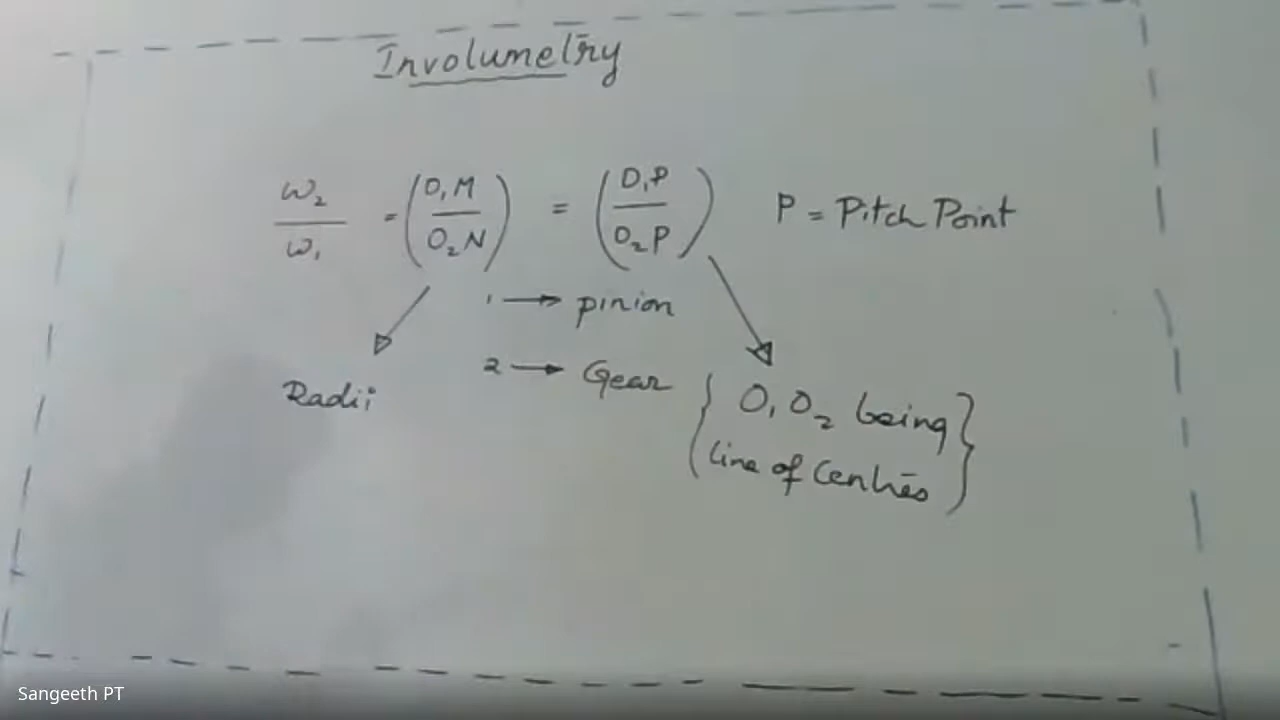 Involumetry
ω₂/ω₁ = (O₁M/O₂N) = (O₁P/O₂P) P = Pitch Point
1 → pinion
2 → Gear
Radii
{ O₁O₂ being
line of Centres }
Sangeeth PT